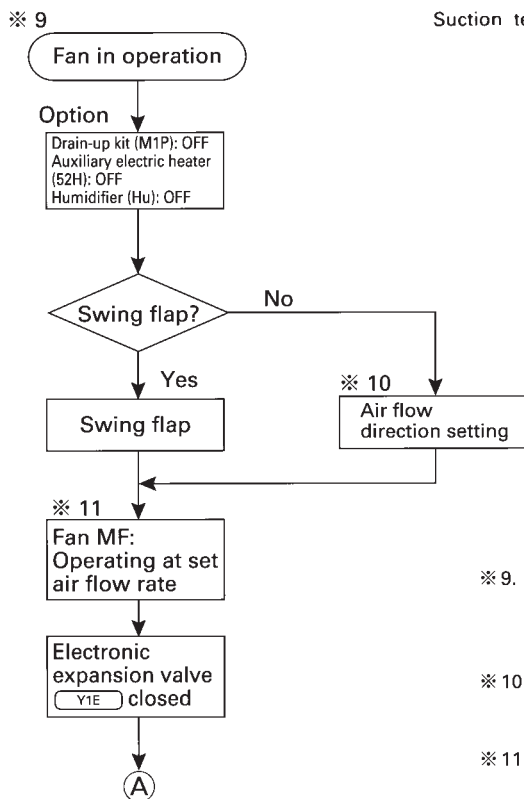 ※ 9
Suction te
Fan in operation
Option
Drain-up kit (M1P): OFF
Auxiliary electric heater
(52H): OFF
Humidifier (Hu): OFF
Swing flap?
No
Yes
※ 10
Swing flap
Air flow
direction setting
※ 11
Fan MF:
Operating at set
air flow rate
※ 9.
Electronic
expansion valve
Y1E closed
※ 10
※ 11
A